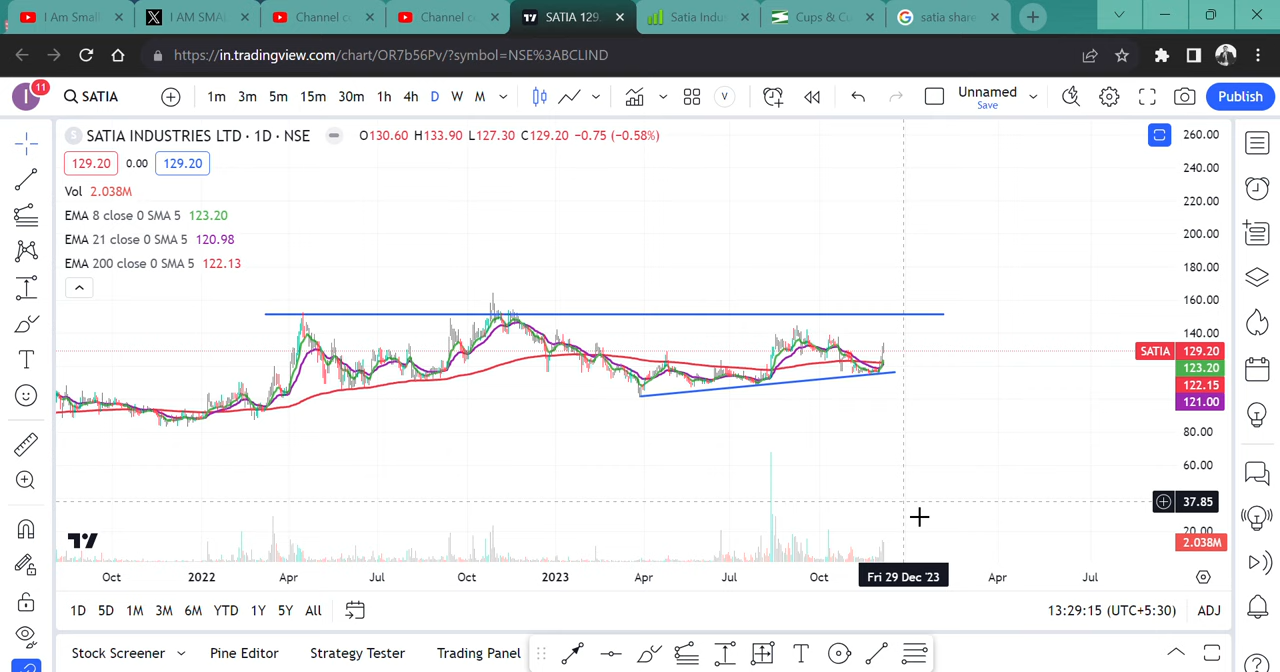 I Am Small
I AM SMAL
Channel c
Channel c
SATIA 129.
Satia Indus
Cups & Cu
satia share
https://in.tradingview.com/chart/OR7b56Pv/?symbol=NSE%3ABCLIND
I
11
SATIA
1m 3m 5m 15m 30m 1h 4h D W M
V
Unnamed
Save
Publish
S SATIA INDUSTRIES LTD · 1D · NSE O130.60 H133.90 L127.30 C129.20 −0.75 (−0.58%)
129.20 0.00 129.20
Vol 2.038M
EMA 8 close 0 SMA 5 123.20
EMA 21 close 0 SMA 5 120.98
EMA 200 close 0 SMA 5 122.13
260.00
240.00
220.00
200.00
180.00
160.00
140.00
SATIA 129.20
123.20
122.15
121.00
80.00
60.00
37.85
20.00
2.038M
Oct 2022 Apr Jul Oct 2023 Apr Jul Oct Fri 29 Dec '23 Apr Jul
1D 5D 1M 3M 6M YTD 1Y 5Y All
13:29:15 (UTC+5:30) ADJ
Stock Screener Pine Editor Strategy Tester Trading Panel